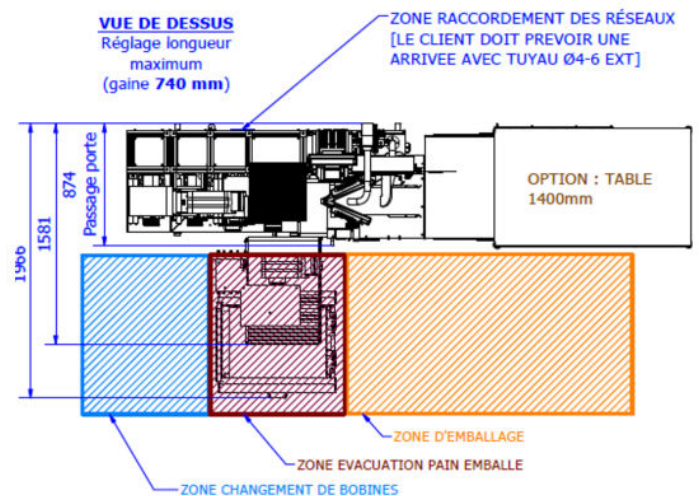 VUE DE DESSUS
Réglage longueur
maximum
(gaine 740 mm)
ZONE RACCORDEMENT DES RÉSEAUX
[LE CLIENT DOIT PREVOIR UNE
ARRIVEE AVEC TUYAU Ø4-6 EXT]
1966
1581
874
Passage porte
OPTION : TABLE
1400mm
ZONE D'EMBALLAGE
ZONE EVACUATION PAIN EMBALLE
ZONE CHANGEMENT DE BOBINES